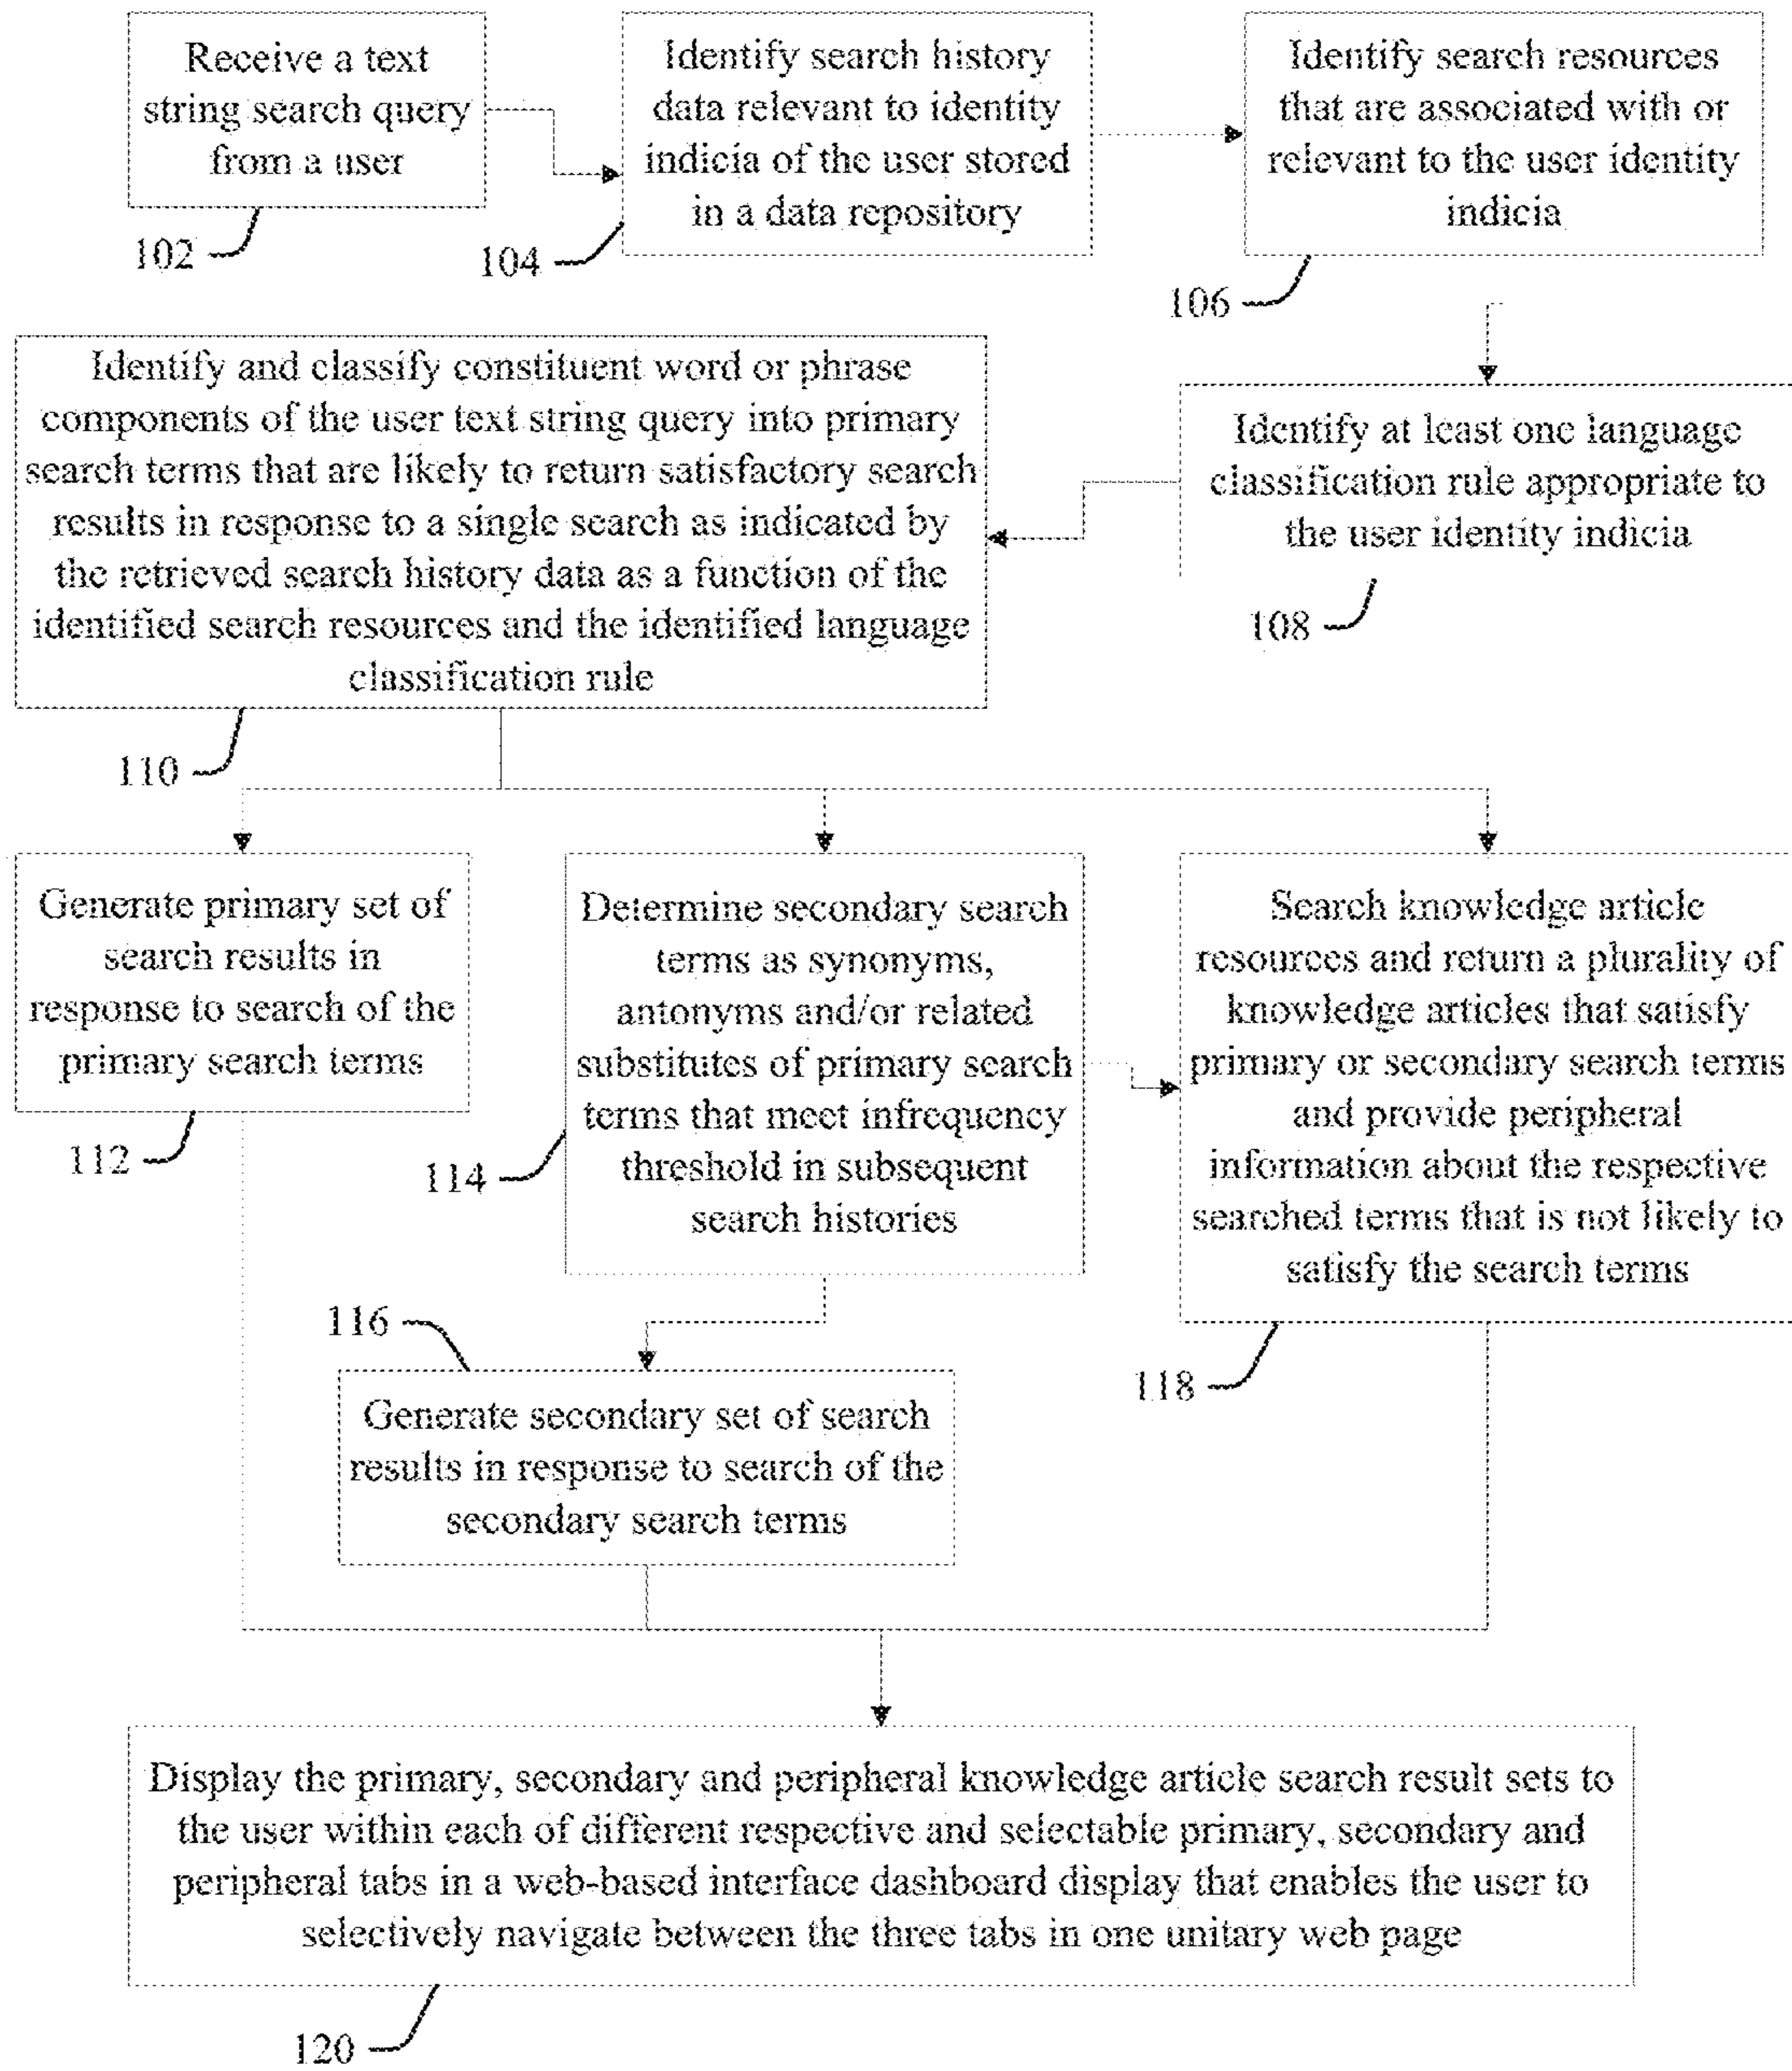 Receive a text
string search query
from a user
102
Identify search history
data relevant to identity
indicia of the user stored
in a data repository
104
Identify search resources
that are associated with or
relevant to the user identity
indicia
106
Identify at least one language
classification rule appropriate to
the user identity indicia
108
Identify and classify constituent word or phrase
components of the user text string query into primary
search terms that are likely to return satisfactory search
results in response to a single search as indicated by
the retrieved search history data as a function of the
identified search resources and the identified language
classification rule
110
Generate primary set of
search results in
response to search of the
primary search terms
112
Determine secondary search
terms as synonyms,
antonyms and/or related
substitutes of primary search
terms that meet infrequency
threshold in subsequent
search histories
114
116
Generate secondary set of search
results in response to search of the
secondary search terms
Search knowledge article
resources and return a plurality of
knowledge articles that satisfy
primary or secondary search terms
and provide peripheral
information about the respective
searched terms that is not likely to
satisfy the search terms
118
Display the primary, secondary and peripheral knowledge article search result sets to
the user within each of different respective and selectable primary, secondary and
peripheral tabs in a web-based interface dashboard display that enables the user to
selectively navigate between the three tabs in one unitary web page
120